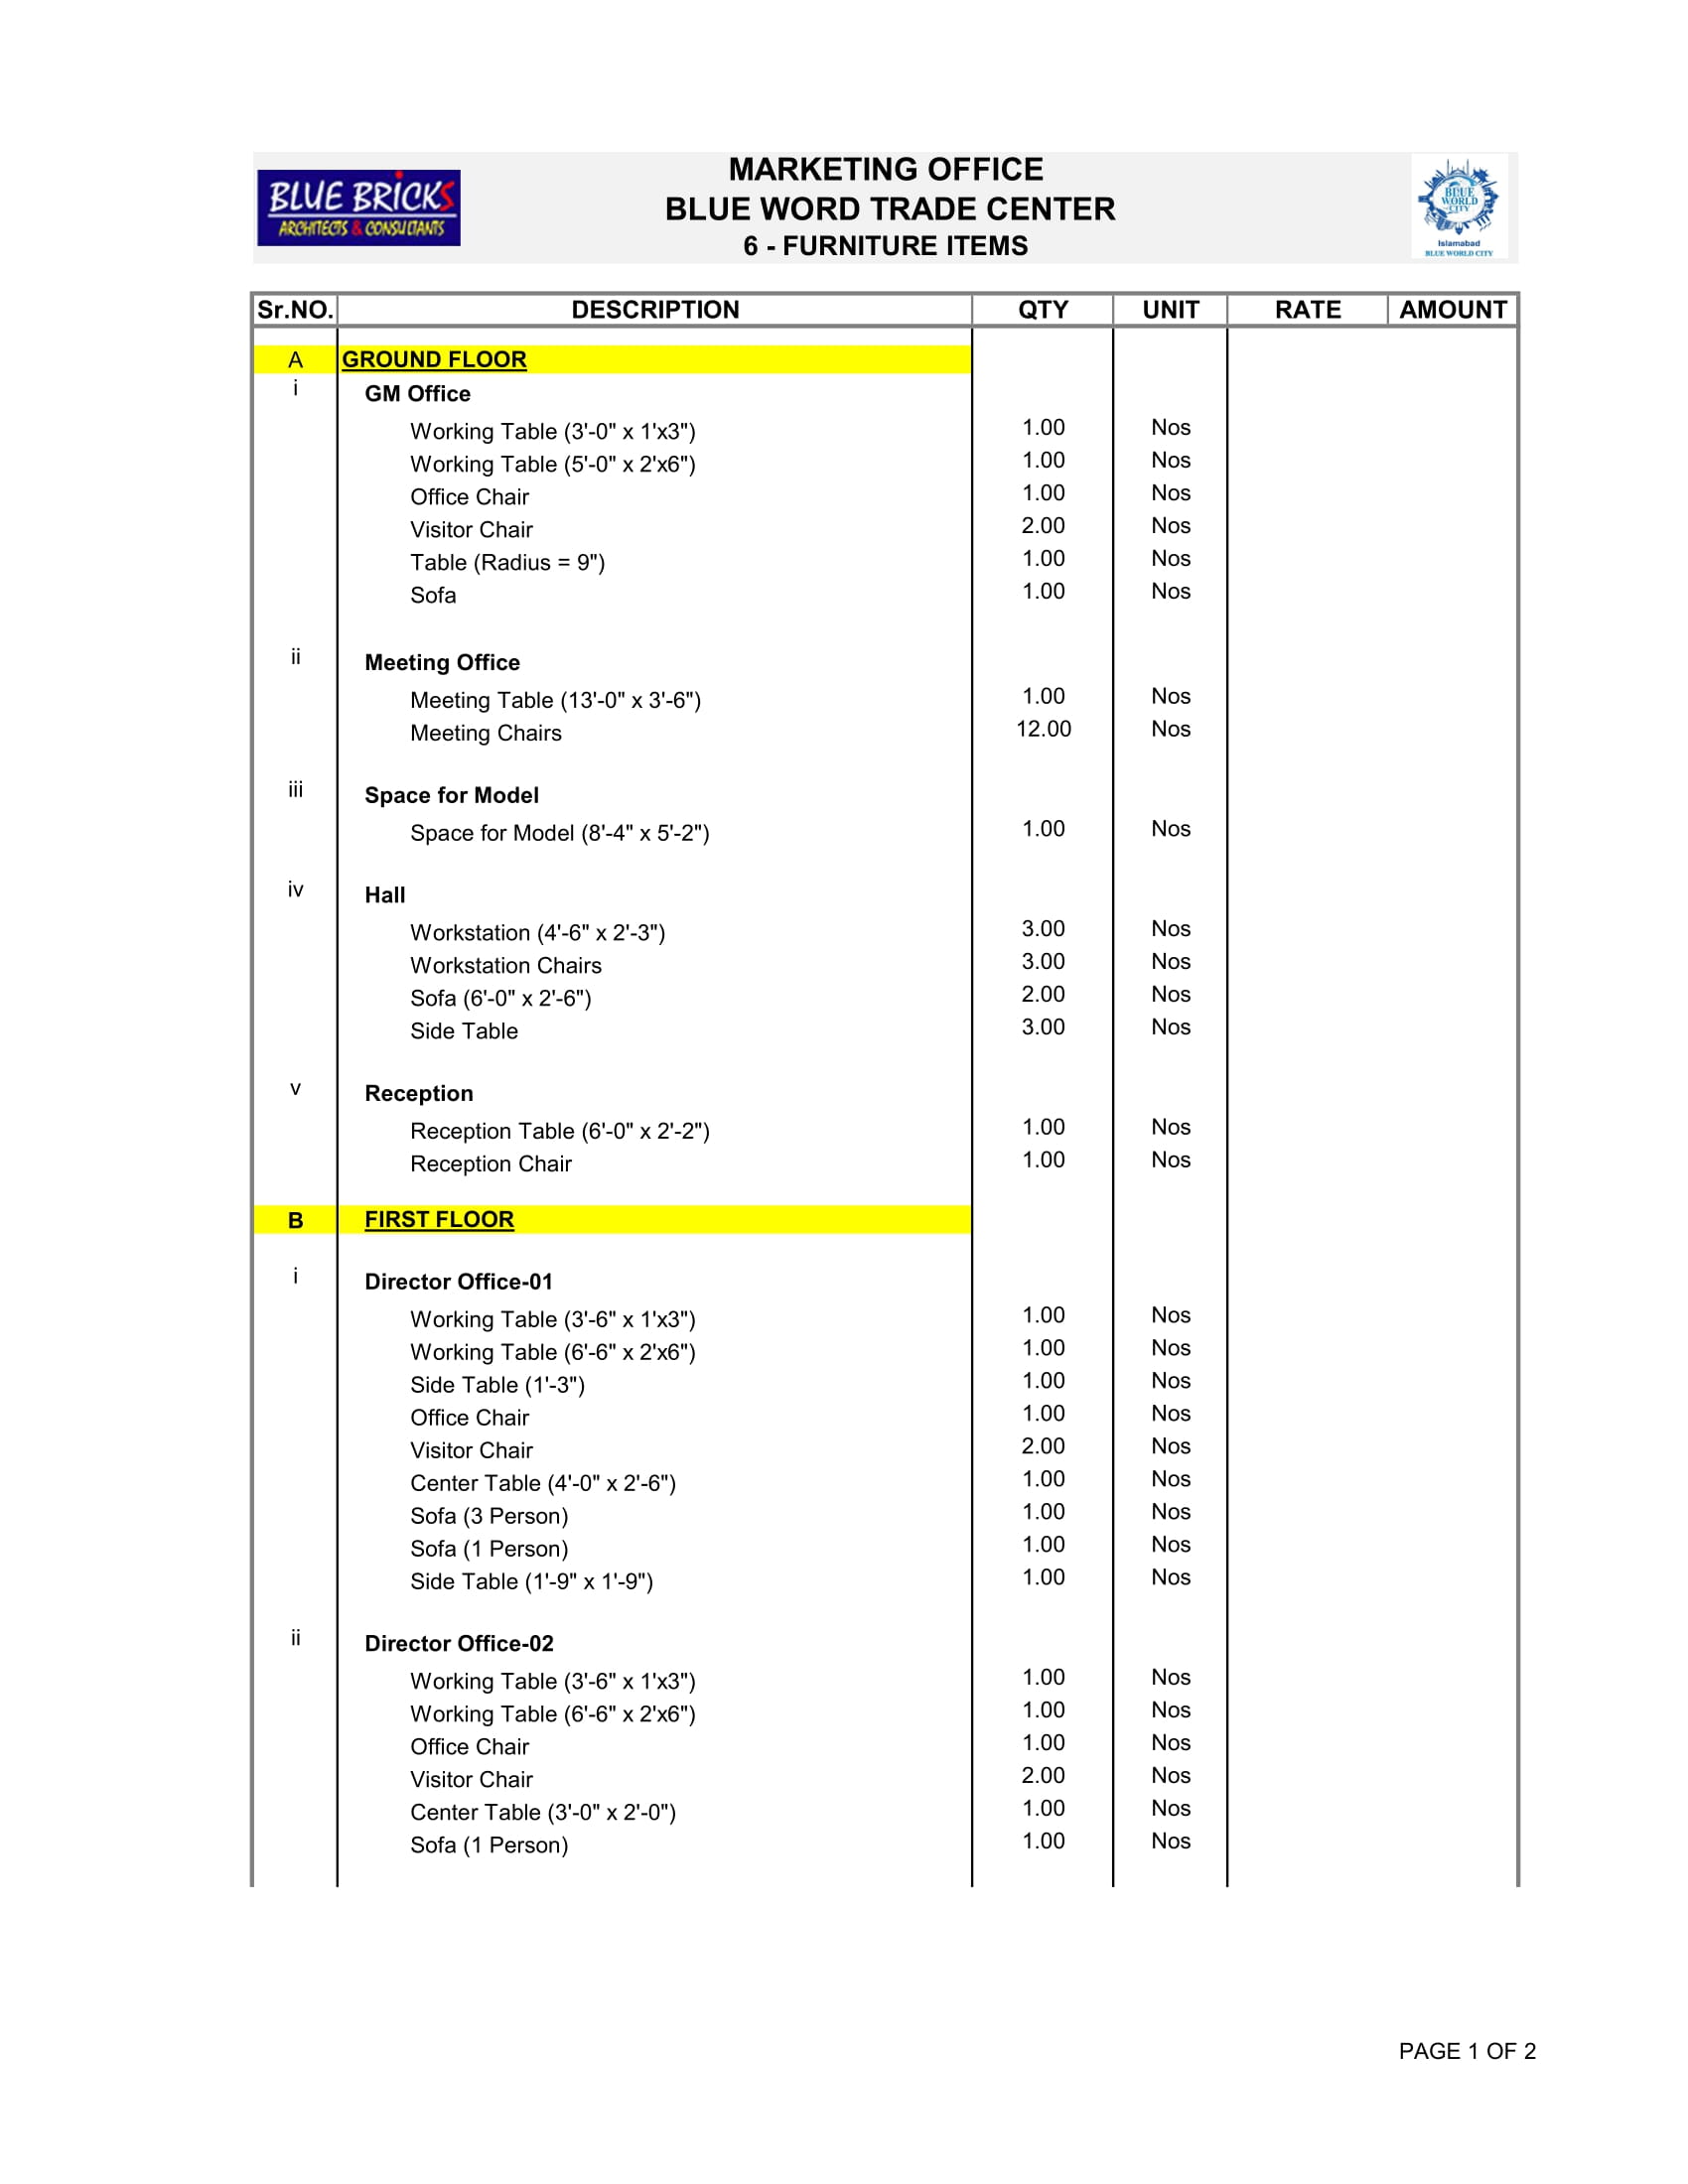 BLUE BRICKS
ARCHITECTS & CONSULTANTS
MARKETING OFFICE
BLUE WORD TRADE CENTER
6 - FURNITURE ITEMS
BLUE
WORLD
CITY
Islamabad
BLUE WORLD CITY
Sr.NO. DESCRIPTION QTY UNIT RATE AMOUNT
A GROUND FLOOR
i GM Office
Working Table (3'-0" x 1'x3") 1.00 Nos
Working Table (5'-0" x 2'x6") 1.00 Nos
Office Chair 1.00 Nos
Visitor Chair 2.00 Nos
Table (Radius = 9") 1.00 Nos
Sofa 1.00 Nos
ii Meeting Office
Meeting Table (13'-0" x 3'-6") 1.00 Nos
Meeting Chairs 12.00 Nos
iii Space for Model
Space for Model (8'-4" x 5'-2") 1.00 Nos
iv Hall
Workstation (4'-6" x 2'-3") 3.00 Nos
Workstation Chairs 3.00 Nos
Sofa (6'-0" x 2'-6") 2.00 Nos
Side Table 3.00 Nos
v Reception
Reception Table (6'-0" x 2'-2") 1.00 Nos
Reception Chair 1.00 Nos
B FIRST FLOOR
i Director Office-01
Working Table (3'-6" x 1'x3") 1.00 Nos
Working Table (6'-6" x 2'x6") 1.00 Nos
Side Table (1'-3") 1.00 Nos
Office Chair 1.00 Nos
Visitor Chair 2.00 Nos
Center Table (4'-0" x 2'-6") 1.00 Nos
Sofa (3 Person) 1.00 Nos
Sofa (1 Person) 1.00 Nos
Side Table (1'-9" x 1'-9") 1.00 Nos
ii Director Office-02
Working Table (3'-6" x 1'x3") 1.00 Nos
Working Table (6'-6" x 2'x6") 1.00 Nos
Office Chair 1.00 Nos
Visitor Chair 2.00 Nos
Center Table (3'-0" x 2'-0") 1.00 Nos
Sofa (1 Person) 1.00 Nos
PAGE 1 OF 2